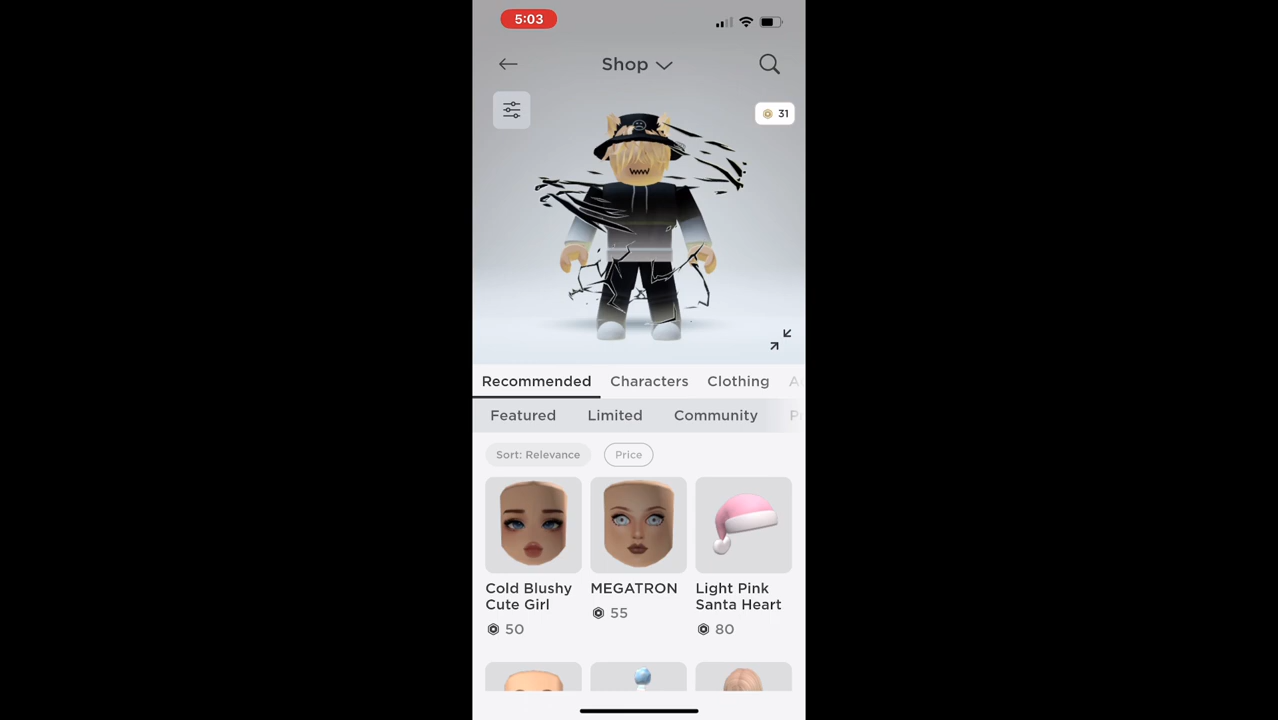 5:03
Shop
31
Recommended Characters Clothing
Featured Limited Community
Sort: Relevance Price
Cold Blushy
Cute Girl
50
MEGATRON
55
Light Pink
Santa Heart
80